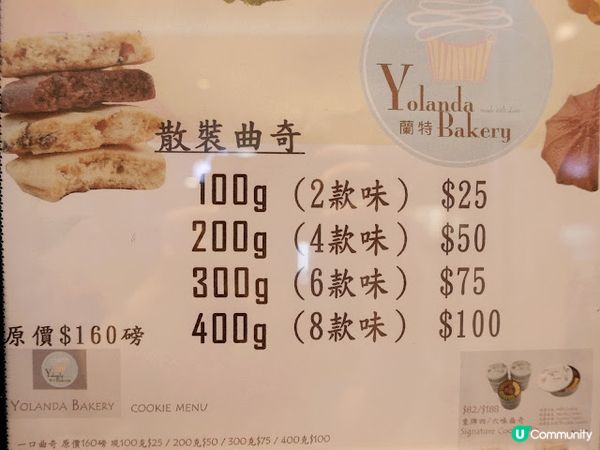 Yolanda
蘭特 Bakery
散裝曲奇
100g (2款味) $25
200g (4款味) $50
300g (6款味) $75
400g (8款味) $100
原價$160磅
YOLANDA BAKERY COOKIE MENU
$82/$188
Signature
一口曲奇 原價160磅 現100克$25 / 200克$50 / 300克$75 / 400克$100
U Community